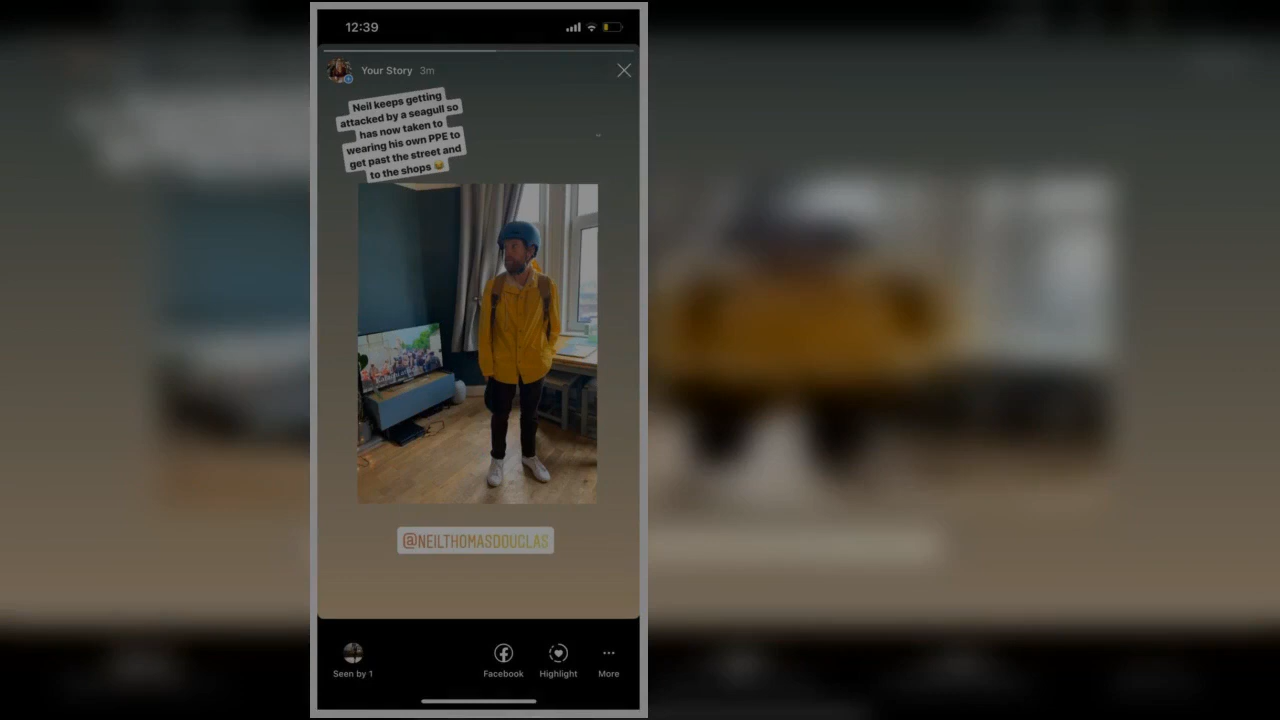 12:39
Your Story 3m
Neil keeps getting
attacked by a seagull so
has now taken to
wearing his own PPE to
get past the street and
to the shops 😂
@NEILTHOMASDOUGLAS
Seen by 1
Facebook
Highlight
More